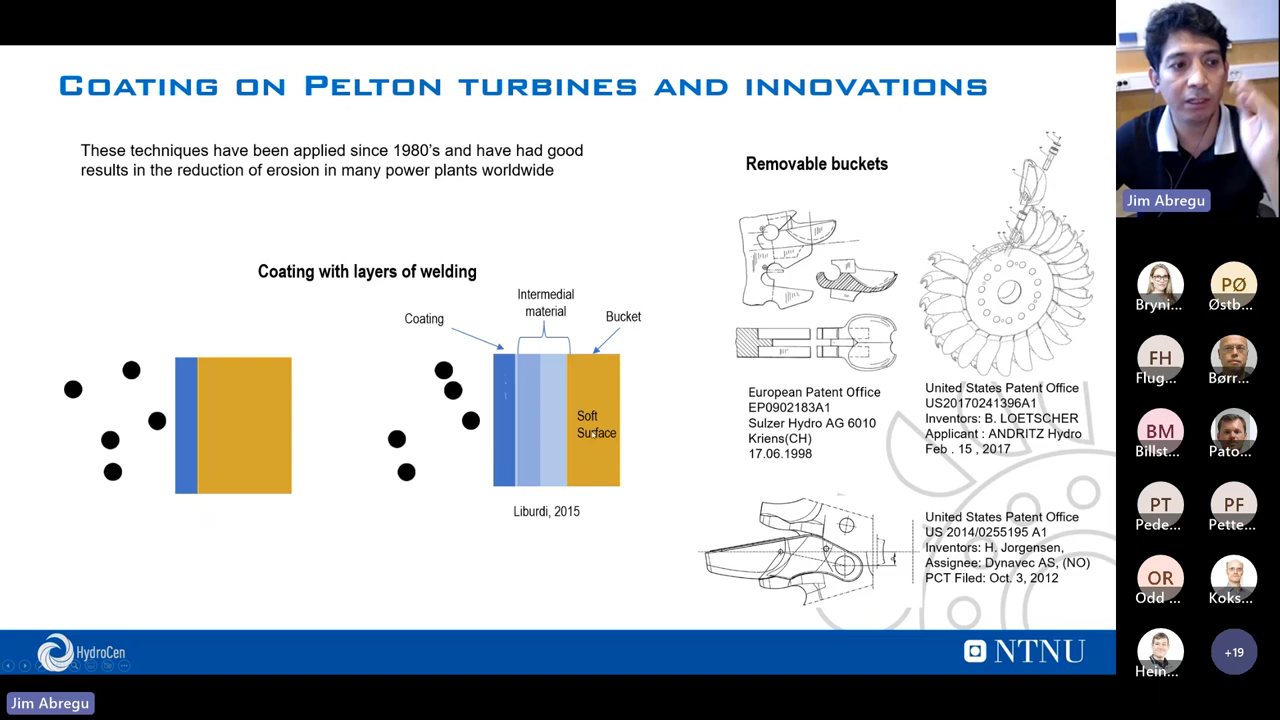 COATING ON PELTON TURBINES AND INNOVATIONS
These techniques have been applied since 1980's and have had good
results in the reduction of erosion in many power plants worldwide
Coating with layers of welding
Coating
Intermedial
material
Bucket
Soft
Surface
Liburdi, 2015
Removable buckets
European Patent Office
EP0902183A1
Sulzer Hydro AG 6010
Kriens(CH)
17.06.1998
United States Patent Office
US20170241396A1
Inventors: B. LOETSCHER
Applicant : ANDRITZ Hydro
Feb . 15 , 2017
United States Patent Office
US 2014/0255195 A1
Inventors: H. Jorgensen,
Assignee: Dynavec AS, (NO)
PCT Filed: Oct. 3, 2012
HydroCen
NTNU
Jim Abregu
Jim Abregu
PØ
Bryni...
Østb...
FH
Flug...
Børr...
BM
Billst...
Pato...
PT
PF
Pede...
Pette...
OR
Odd ...
Koks...
+19
Hein...